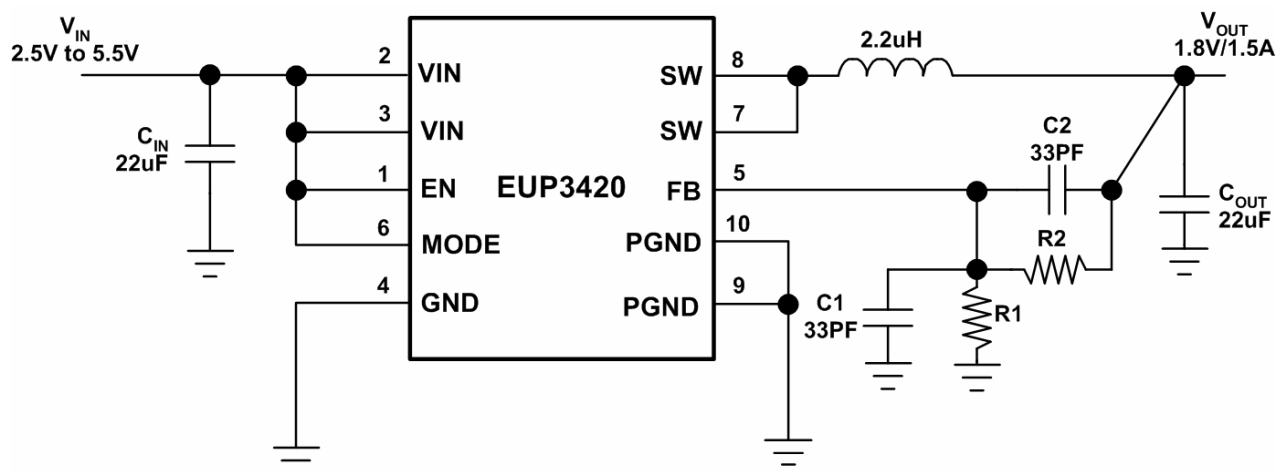 VIN
2.5V to 5.5V
CIN
22uF
2
3
1
6
4
VIN
VIN
EN
MODE
GND
EUP3420
SW
SW
FB
PGND
PGND
8
7
5
10
9
2.2uH
VOUT
1.8V/1.5A
C2
33PF
R2
COUT
22uF
C1
33PF
R1